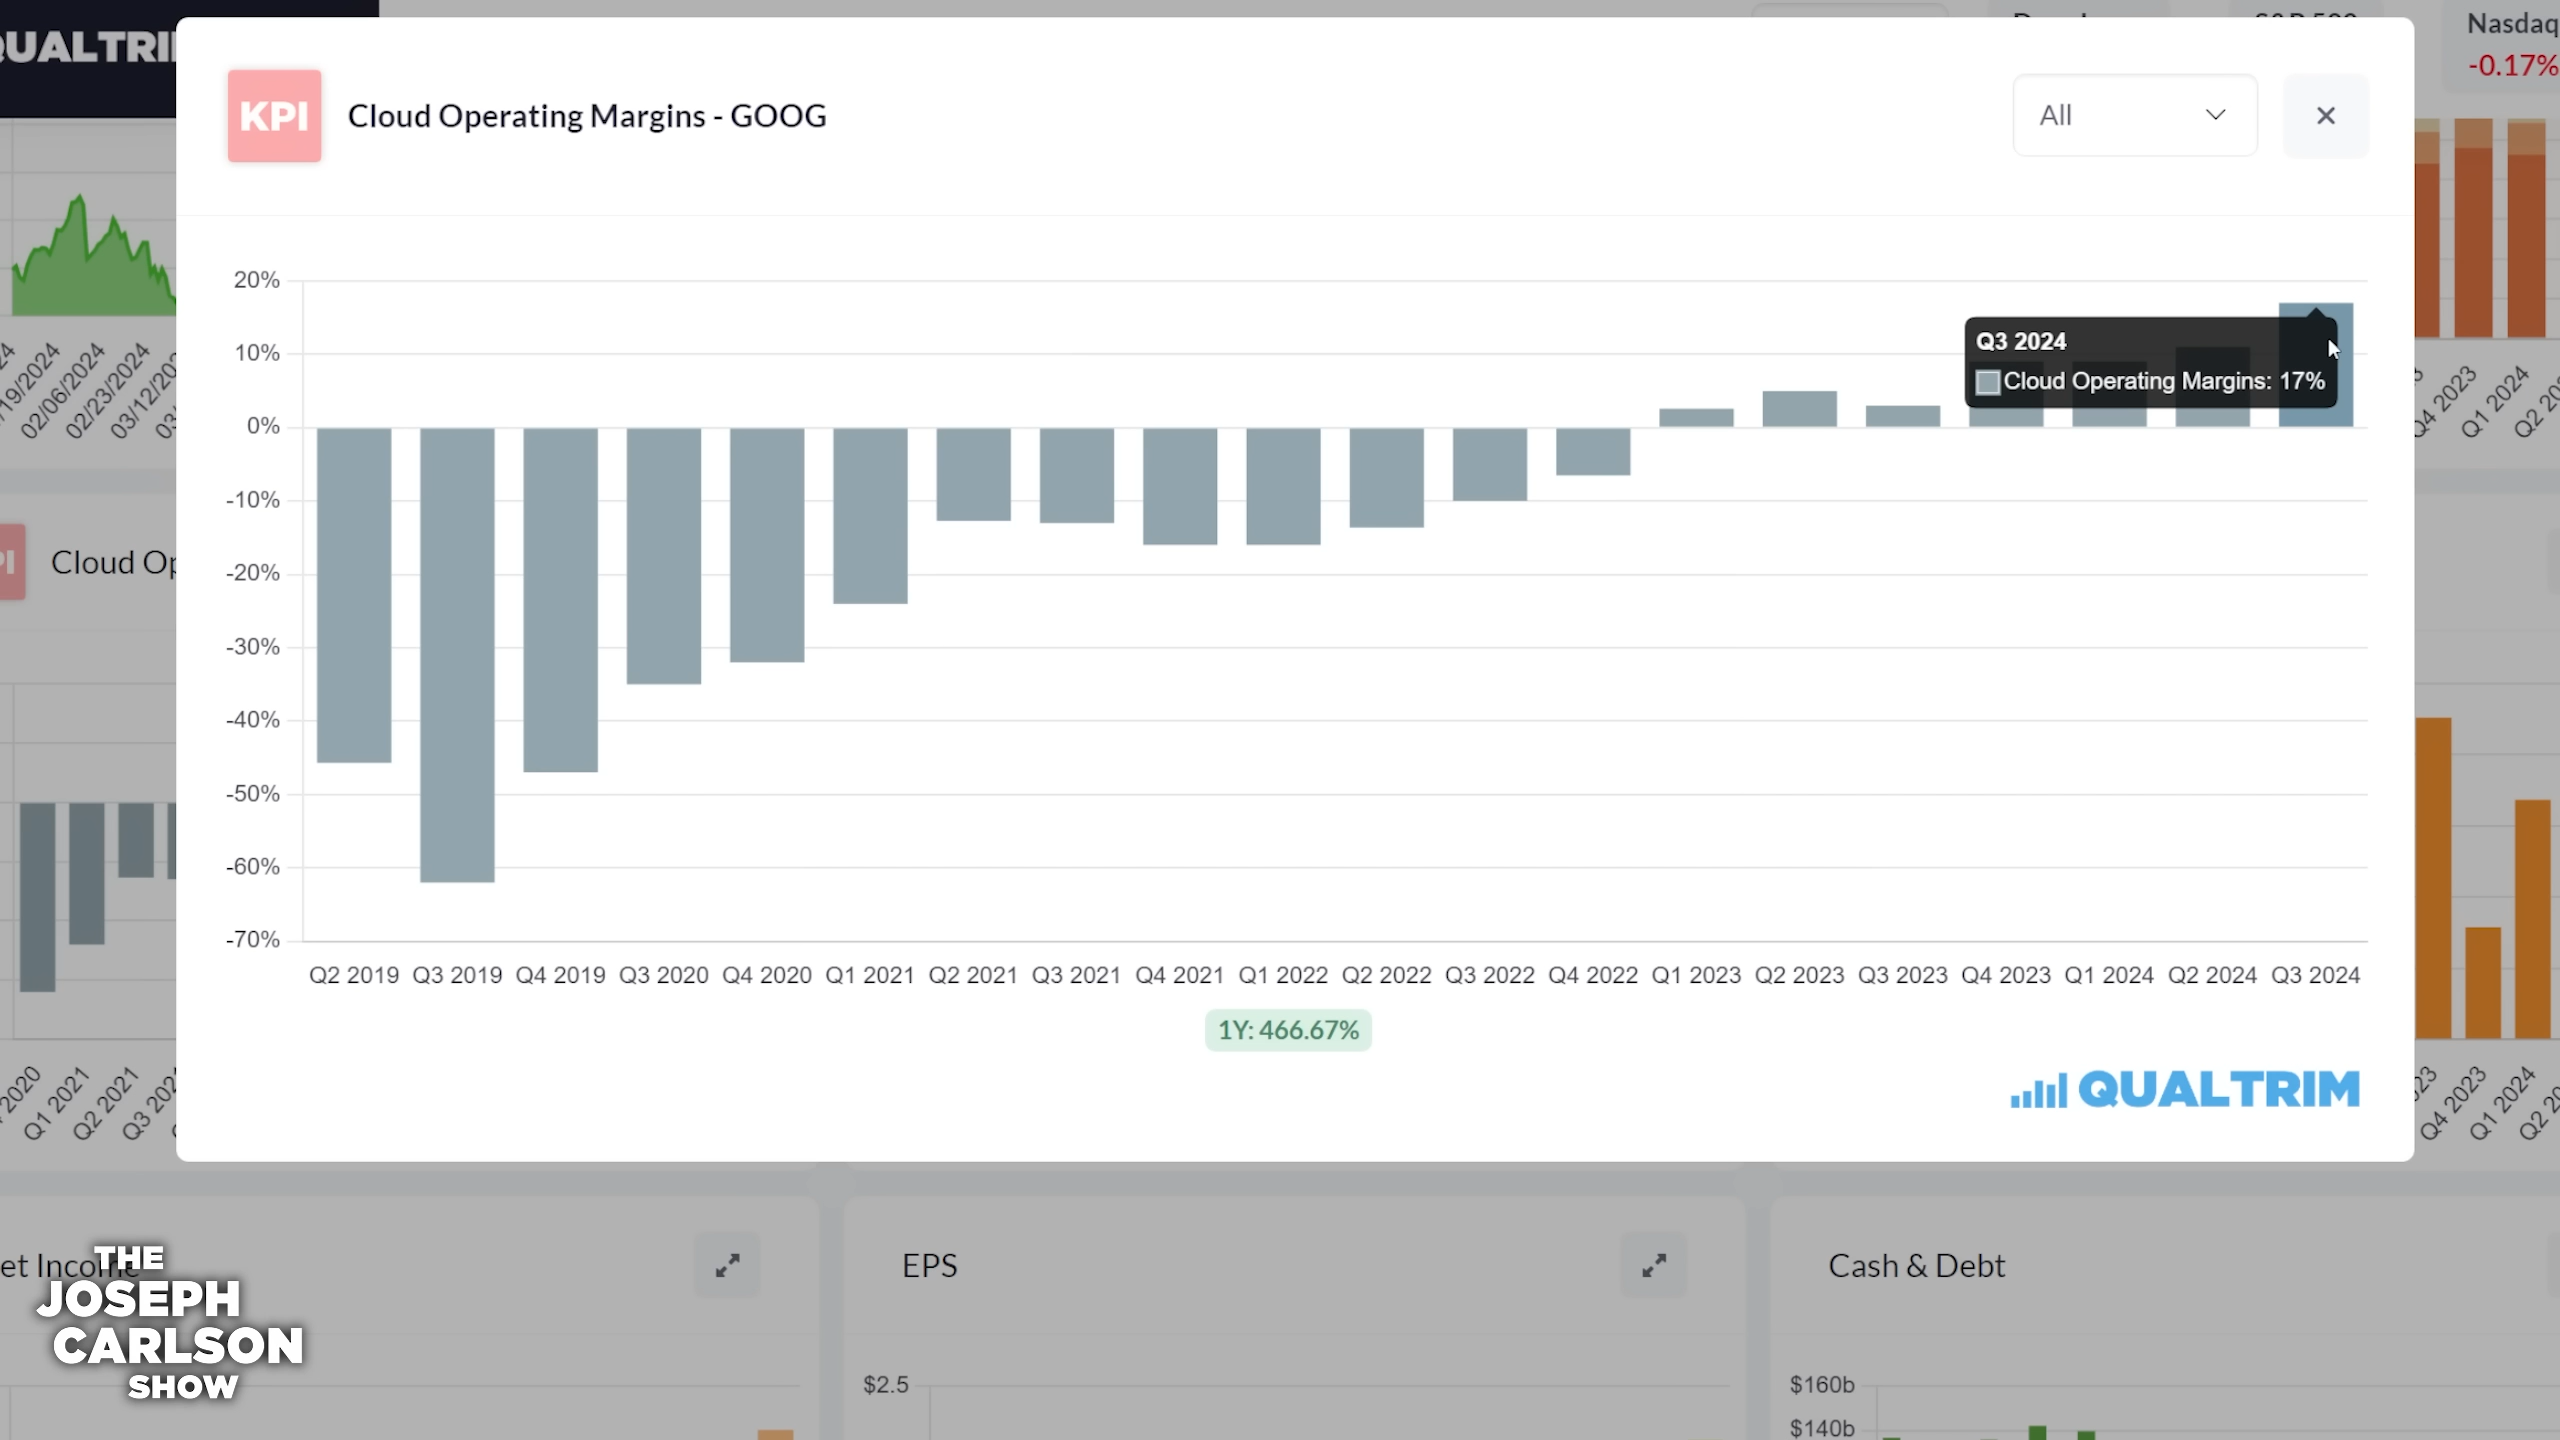 QUALTRI
Nasdaq
-0.17%
KPI
Cloud Operating Margins - GOOG
All
20%
10%
0%
-10%
-20%
-30%
-40%
-50%
-60%
-70%
Q3 2024
Cloud Operating Margins: 17%
Q2 2019 Q3 2019 Q4 2019 Q3 2020 Q4 2020 Q1 2021 Q2 2021 Q3 2021 Q4 2021 Q1 2022 Q2 2022 Q3 2022 Q4 2022 Q1 2023 Q2 2023 Q3 2023 Q4 2023 Q1 2024 Q2 2024 Q3 2024
1Y: 466.67%
QUALTRIM
02/06/2024
02/23/2024
Q4 2023
Q1 2024
Cloud Op
Q1 2021
Q2 2021
Q4 2023
Q1 2024
et Income
EPS
Cash & Debt
$2.5
$160b
$140b
THE
JOSEPH
CARLSON
SHOW